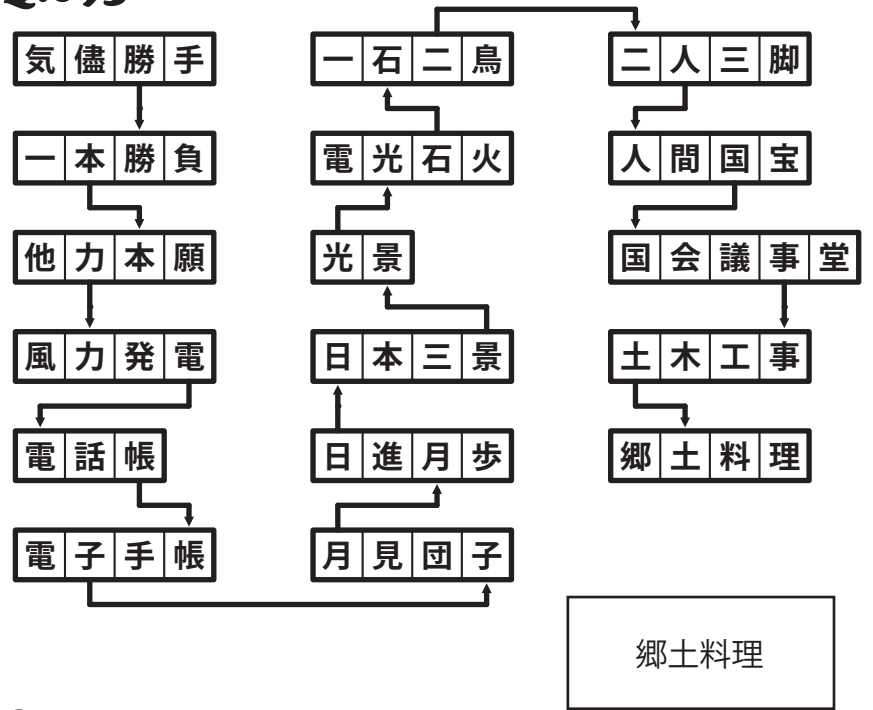 気儘勝手
一本勝負
他力本願
風力発電
電話帳
電子手帳
月見団子
日進月歩
日本三景
光景
電光石火
一石二鳥
二人三脚
人間国宝
国会議事堂
土木工事
郷土料理
郷土料理